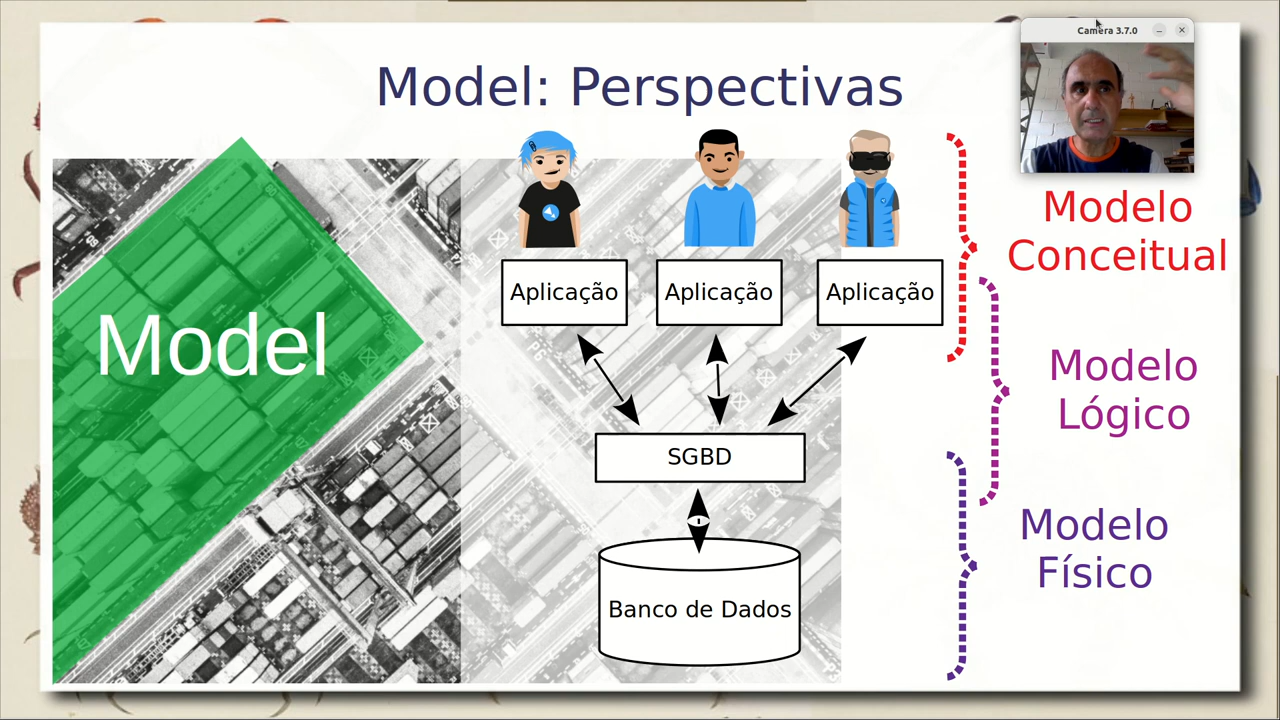 Model: Perspectivas
Camera 3.7.0
Model
Aplicação
Aplicação
Aplicação
SGBD
Banco de Dados
Modelo
Conceitual
Modelo
Lógico
Modelo
Físico